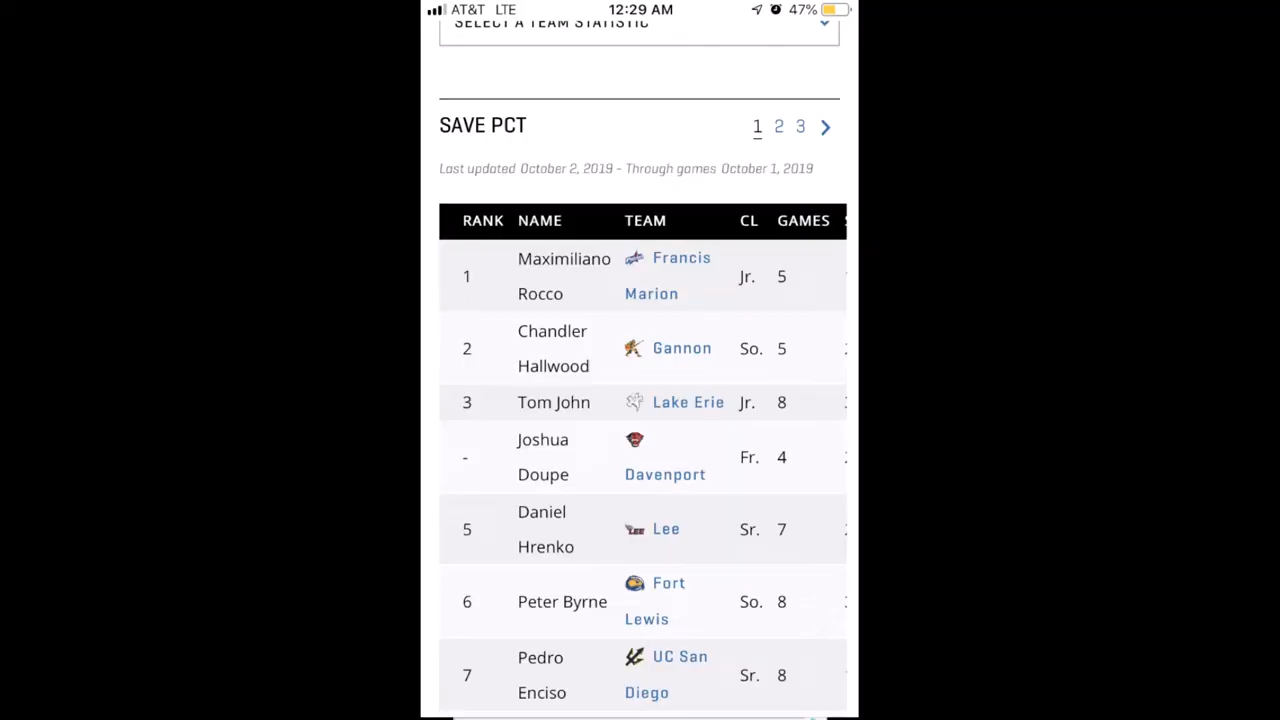 AT&T LTE 12:29 AM 47%
SELECT A TEAM STATISTIC
SAVE PCT 1 2 3
Last updated October 2, 2019 - Through games October 1, 2019
RANK NAME TEAM CL GAMES
1 Maximiliano Rocco Francis Marion Jr. 5
2 Chandler Hallwood Gannon So. 5
3 Tom John Lake Erie Jr. 8
- Joshua Doupe Davenport Fr. 4
5 Daniel Hrenko LEE Lee Sr. 7
6 Peter Byrne Fort Lewis So. 8
7 Pedro Enciso UC San Diego Sr. 8